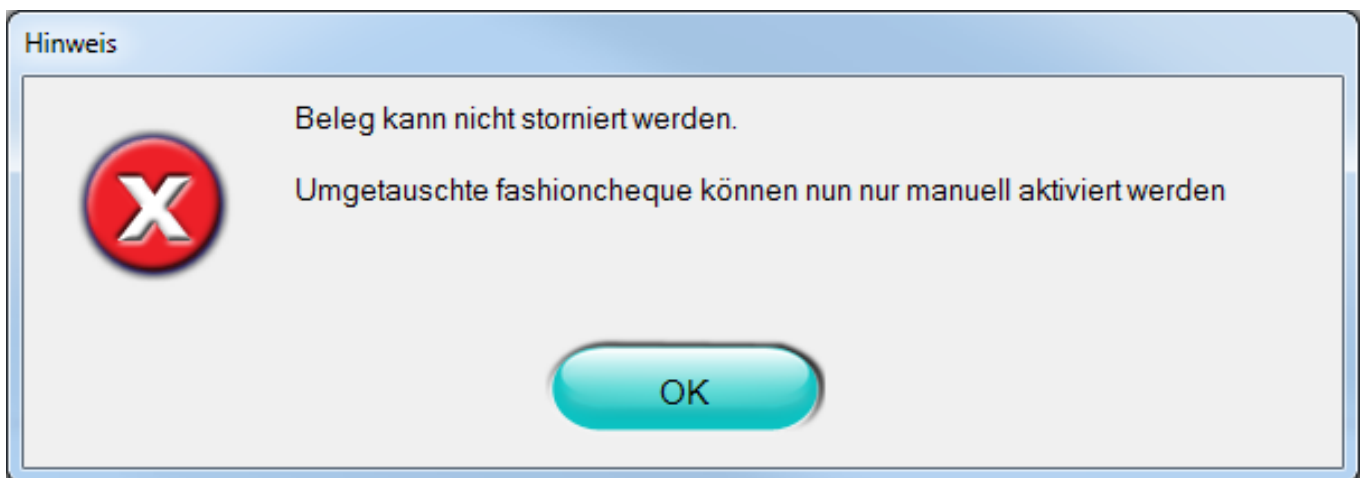 Hinweis
Beleg kann nicht storniert werden.
Umgetauschte fashioncheque können nun nur manuell aktiviert werden
X
OK